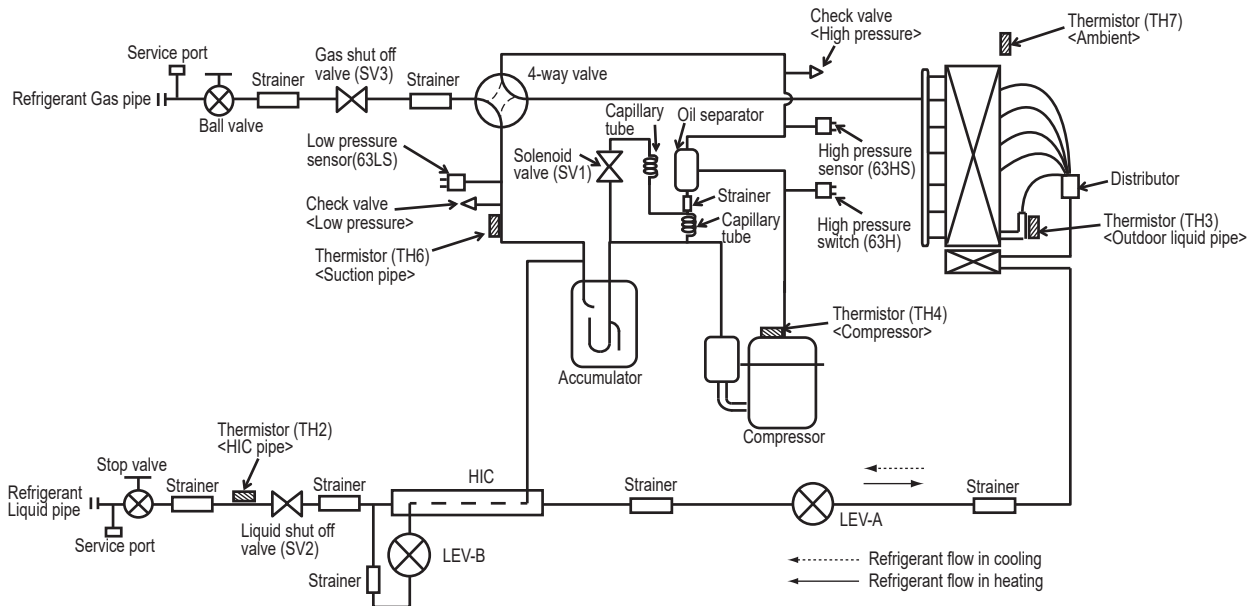 Check valve
<High pressure>
Thermistor (TH7)
<Ambient>
Service port
Gas shut off
valve (SV3)
Strainer
Strainer
4-way valve
Refrigerant Gas pipe
Ball valve
Capillary
tube
Oil separator
Low pressure
sensor(63LS)
Solenoid
valve (SV1)
High pressure
sensor (63HS)
Distributor
Check valve
<Low pressure>
Strainer
Capillary
tube
High pressure
switch (63H)
Thermistor (TH3)
<Outdoor liquid pipe>
Thermistor (TH6)
<Suction pipe>
Thermistor (TH4)
<Compressor>
Accumulator
Compressor
Thermistor (TH2)
<HIC pipe>
Stop valve
Strainer
Strainer
HIC
Strainer
Strainer
Refrigerant
Liquid pipe
LEV-A
Service port
Liquid shut off
valve (SV2)
LEV-B
Strainer
Refrigerant flow in cooling
Refrigerant flow in heating